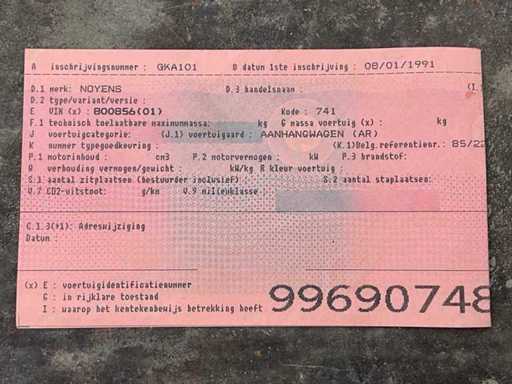 A inschrijvingsnummer : GKA101 B datum 1ste inschrijving : 08/01/1991
D.1 merk: NOYENS D.3 handelsnaam :
D.2 type/variant/versie :
E VIN (x) : 800856(01) Kode : 741
F.1 technisch toelaatbare maximummassa: kg G massa voertuig (x) : kg
J voertuigcategorie: (J.1) voertuigaard : AANHANGWAGEN (AR)
K nummer typegoedkeuring : (K.1)Belg.referentienr.: 85/22
P.1 motorinhoud : cm3 P.2 motorvermogen : kW P.3 brandstof:
Q verhouding vermogen/gewicht : kW/kg R kleur voertuig :
S.1 aantal zitplaatsen (bestuurder inclusief) : S.2 aantal staplaatsen:
V.7 CO2-uitstoot: g/km V.9 milieuklasse
C.1.3(*1): Adreswijziging
Datum :
(x) E : voertuigidentificatienummer
G : in rijklare toestand
I : waarop het kentekenbewijs betrekking heeft
99690748